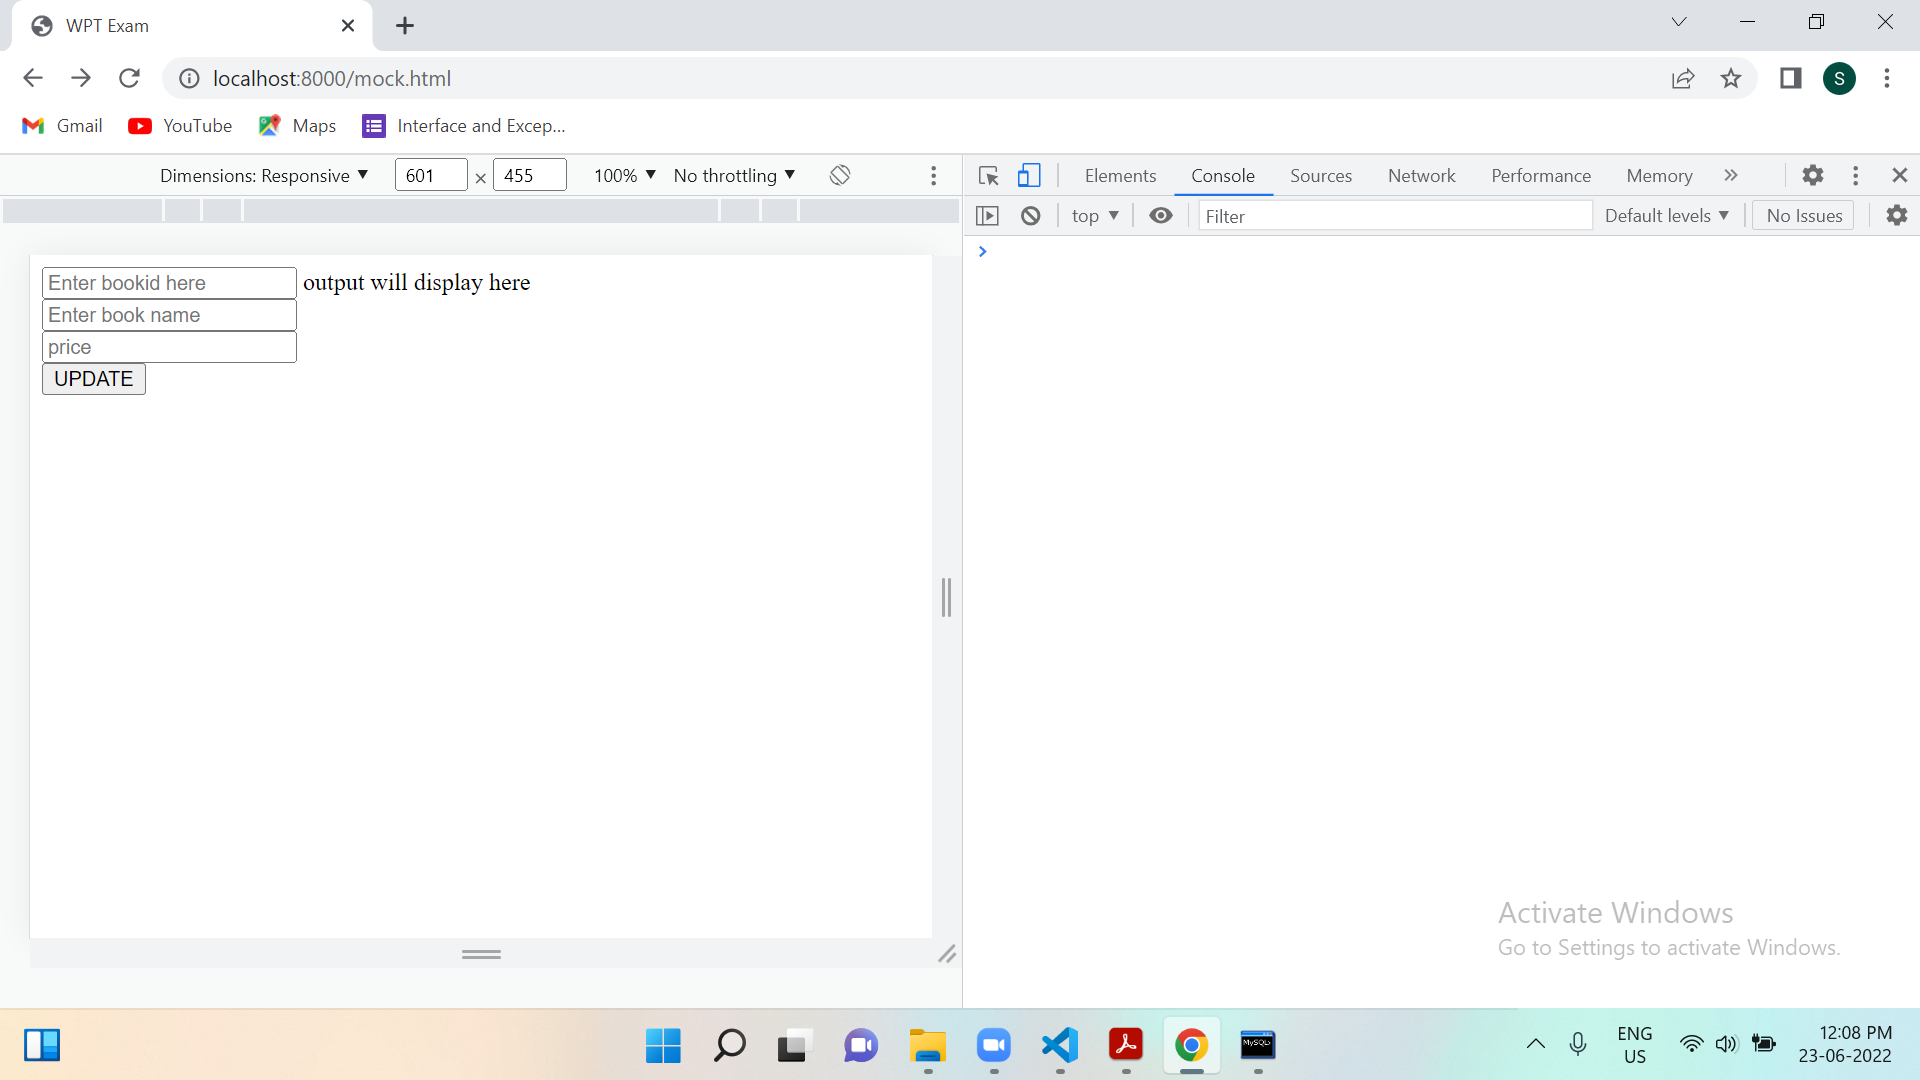 WPT Exam
localhost:8000/mock.html
S
Gmail YouTube Maps Interface and Excep...
Dimensions: Responsive 601 × 455 100% No throttling
Elements Console Sources Network Performance Memory
top Filter Default levels No Issues
Enter bookid here output will display here
Enter book name
price
UPDATE
Activate Windows
Go to Settings to activate Windows.
MySQL
ENG
US
12:08 PM
23-06-2022